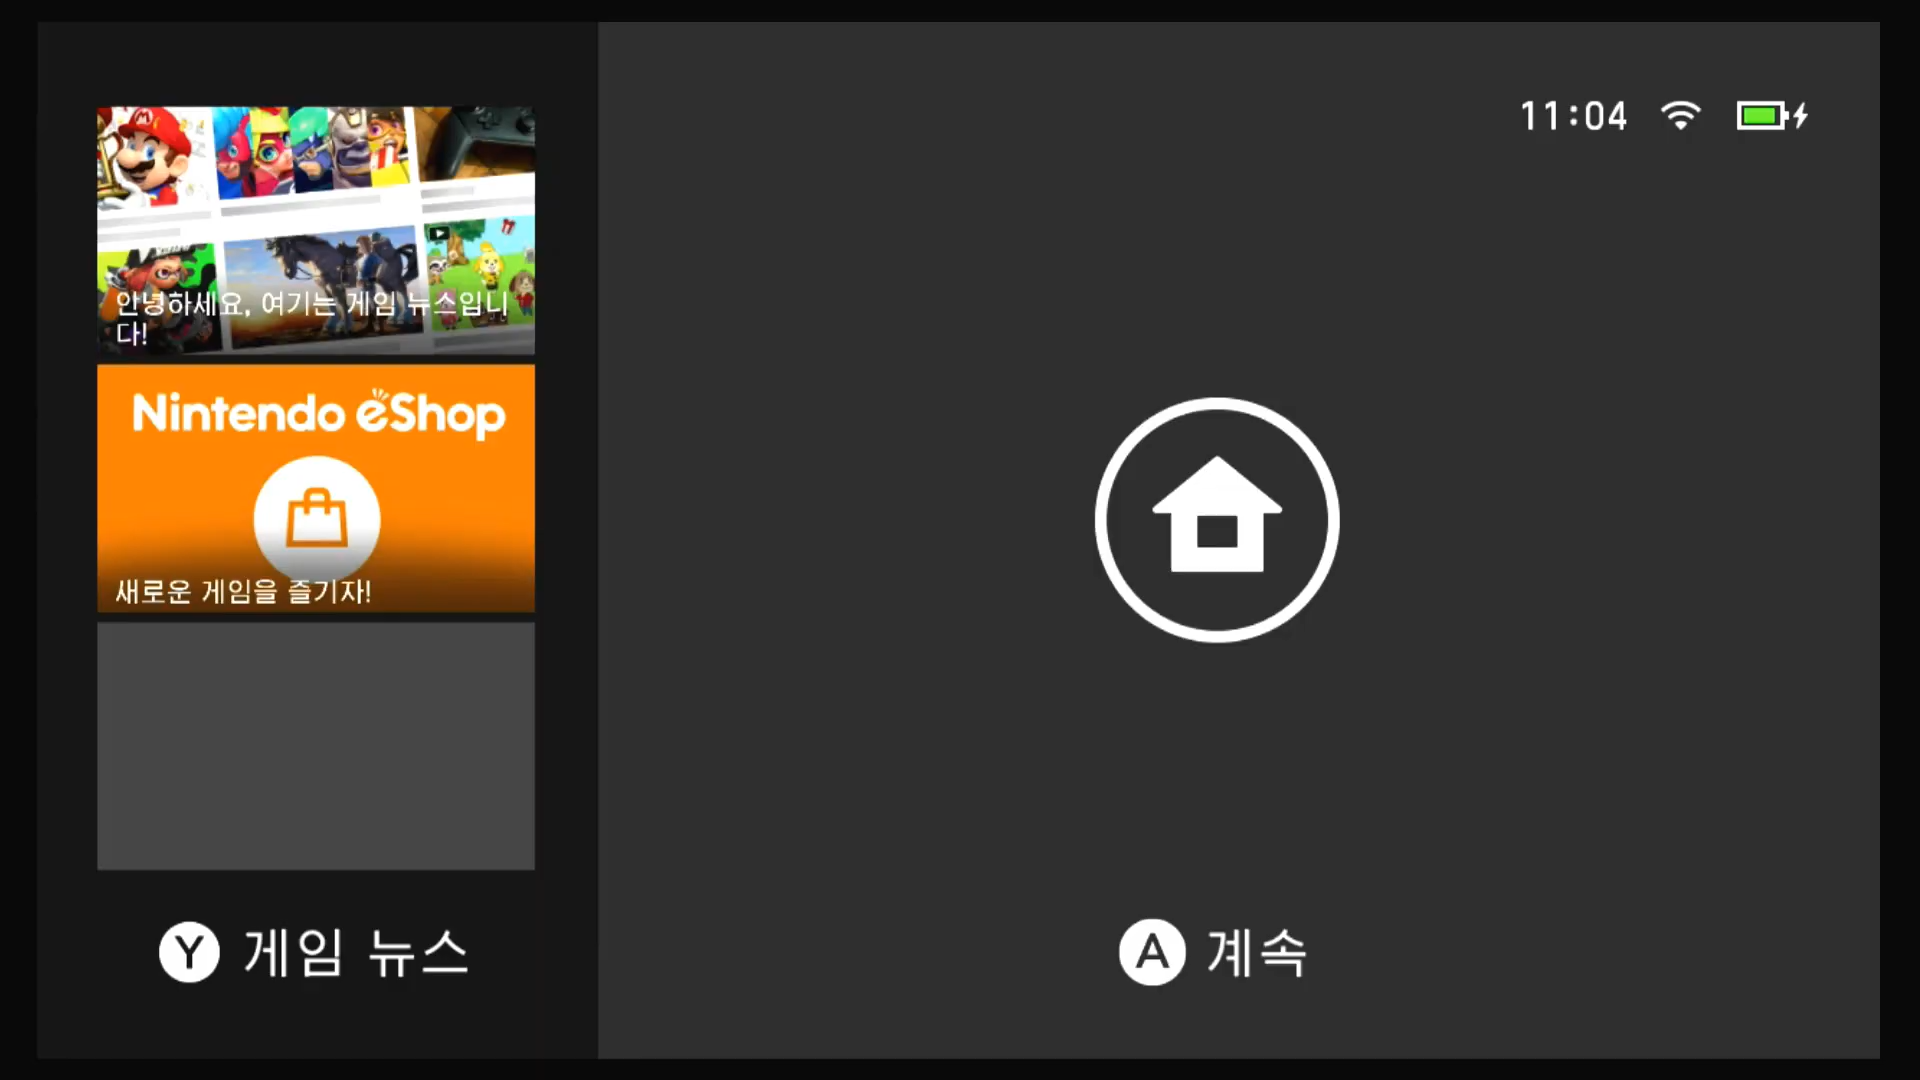 11:04
안녕하세요, 여기는 게임 뉴스입니
다!
Nintendo eShop
새로운 게임을 즐기자!
Y 게임 뉴스
A 계속